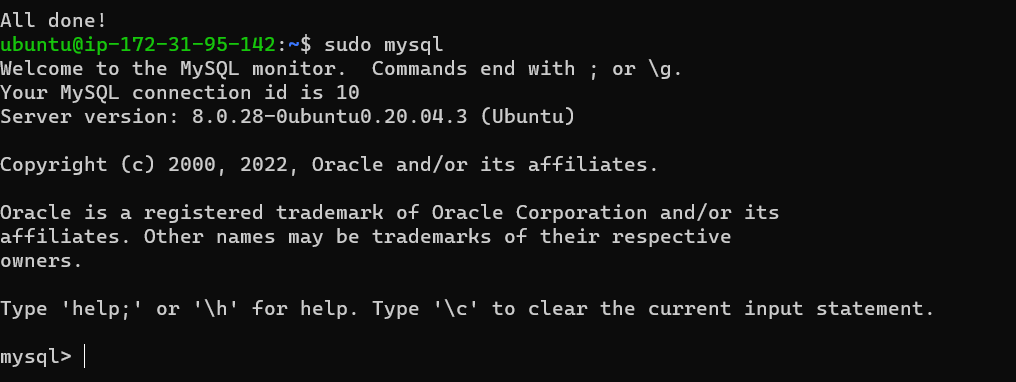 All done!
ubuntu@ip-172-31-95-142:~$ sudo mysql
Welcome to the MySQL monitor.  Commands end with ; or \g.
Your MySQL connection id is 10
Server version: 8.0.28-0ubuntu0.20.04.3 (Ubuntu)

Copyright (c) 2000, 2022, Oracle and/or its affiliates.

Oracle is a registered trademark of Oracle Corporation and/or its
affiliates. Other names may be trademarks of their respective
owners.

Type 'help;' or '\h' for help. Type '\c' to clear the current input statement.

mysql>